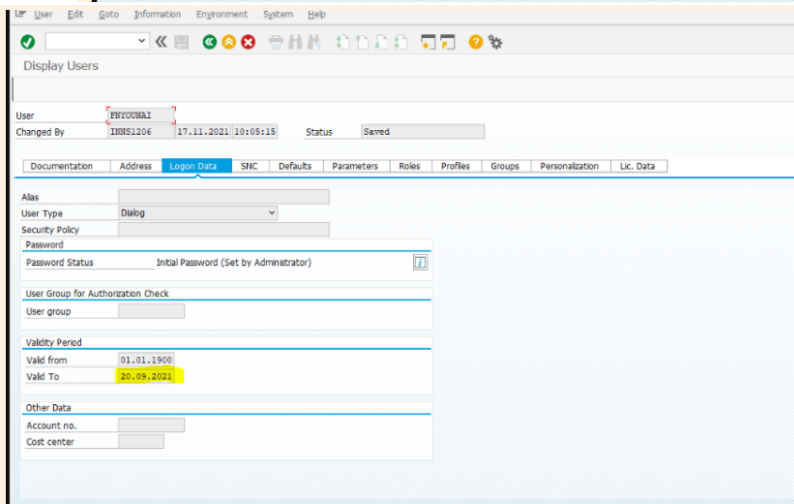 User Edit Goto Information Environment System Help
Display Users
User FNYOUNAI
Changed By INNS1206 17.11.2021 10:05:15 Status Saved
Documentation Address Logon Data SNC Defaults Parameters Roles Profiles Groups Personalization Lic. Data
Alias
User Type Dialog
Security Policy
Password
Password Status Initial Password (Set by Administrator)
User Group for Authorization Check
User group
Validity Period
Valid from 01.01.1900
Valid To 20.09.2021
Other Data
Account no.
Cost center